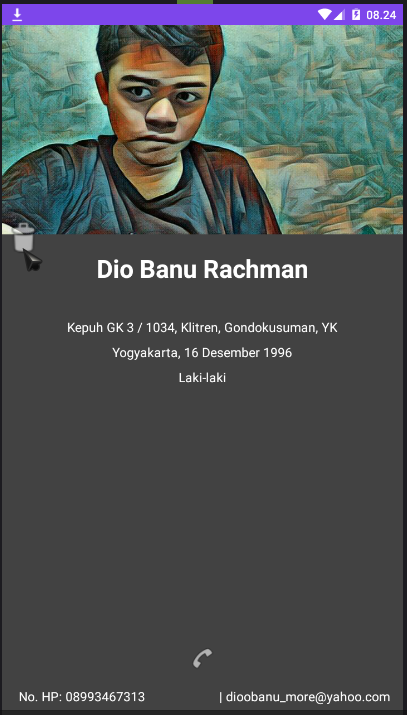 08.24
Dio Banu Rachman
Kepuh GK 3 / 1034, Klitren, Gondokusuman, YK
Yogyakarta, 16 Desember 1996
Laki-laki
No. HP: 08993467313 | dioobanu_more@yahoo.com